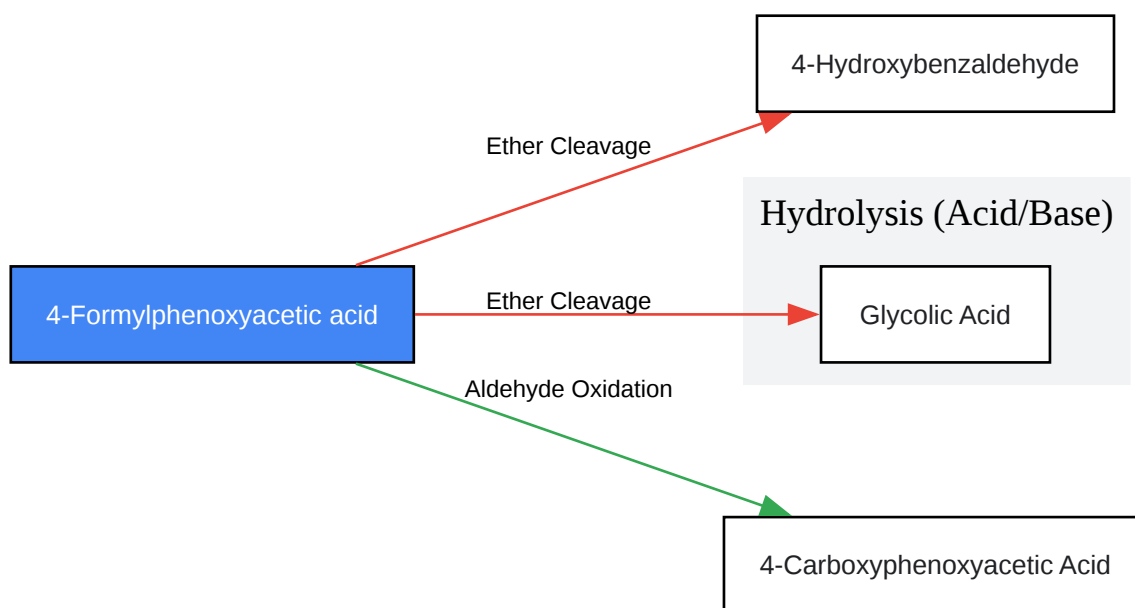 4-Hydroxybenzaldehyde
Ether Cleavage
Hydrolysis (Acid/Base)
4-Formylphenoxyacetic acid
Ether Cleavage
Glycolic Acid
Aldehyde Oxidation
4-Carboxyphenoxyacetic Acid